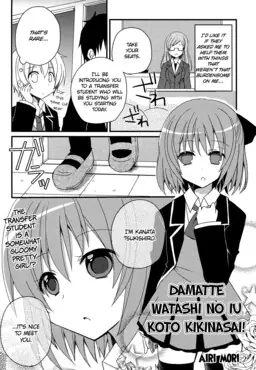 I'D LIKE IT
IF THEY
ASKED ME TO
HELP THEM
WITH THINGS
THAT
WEREN'T THAT
BURDENSOME
ON ME...
TAKE
YOUR
SEATS.
THAT'S
RARE...
I'LL BE
INTRODUCING
YOU TO A
TRANSFER
STUDENT WHO
WILL BE
STUDYING WITH
YOU STARTING
TODAY.
THE
TRANSFER
STUDENT
IS A
SOMEWHAT
GLOOMY
PRETTY-
GIRL?
I'M KANATA
TSUKISHIRO.
...IT'S
NICE TO
MEET YOU.
DAMATTE
WATASHI NO IU
KOTO KIKINASAI!
AIRI MORI